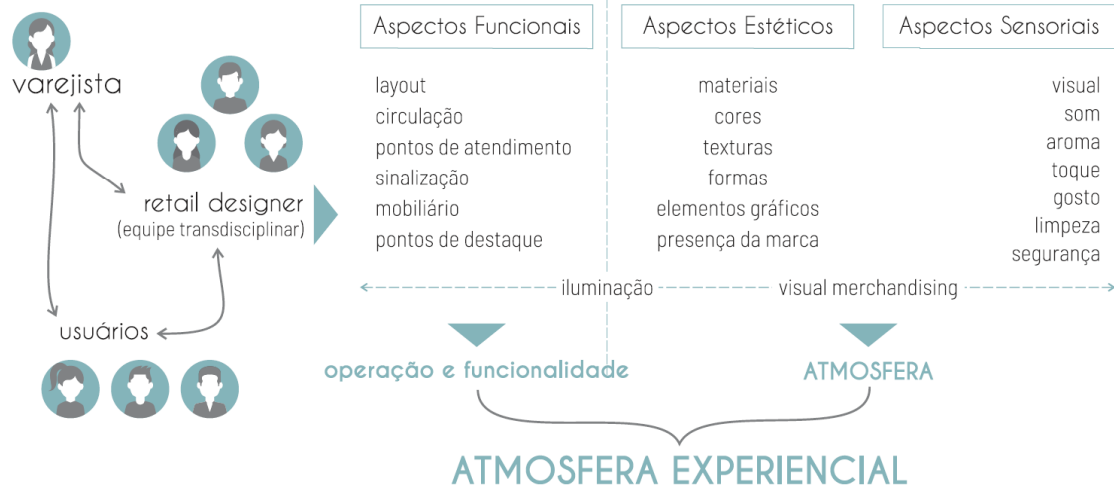 varejista
retail designer
(equipe transdisciplinar)
usuários
Aspectos Funcionais
layout
circulação
pontos de atendimento
sinalização
mobiliário
pontos de destaque
Aspectos Estéticos
materiais
cores
texturas
formas
elementos gráficos
presença da marca
Aspectos Sensoriais
visual
som
aroma
toque
gosto
limpeza
segurança
iluminação
visual merchandising
operação e funcionalidade
ATMOSFERA
ATMOSFERA EXPERIENCIAL